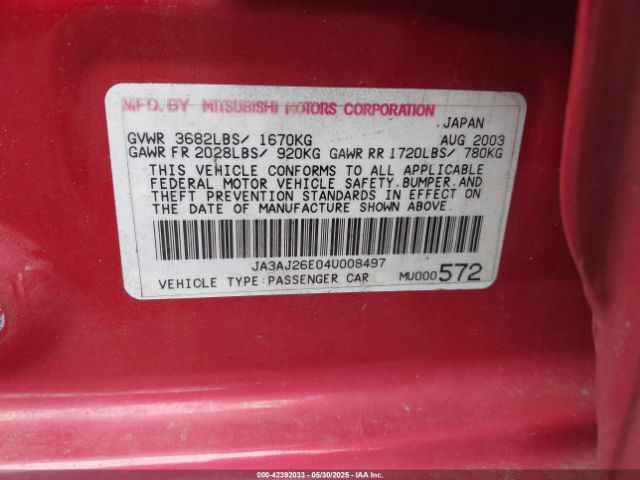 MFD. BY MITSUBISHI MOTORS CORPORATION
JAPAN
GVWR 3682LBS/ 1670KG AUG 2003
GAWR FR 2028LBS/ 920KG GAWR RR 1720LBS/ 780KG
THIS VEHICLE CONFORMS TO ALL APPLICABLE
FEDERAL MOTOR VEHICLE SAFETY, BUMPER, AND
THEFT PREVENTION STANDARDS IN EFFECT ON
THE DATE OF MANUFACTURE SHOWN ABOVE.
JA3AJ26E04U008497
VEHICLE TYPE:PASSENGER CAR MU000572
000-42392033 — 05/30/2025 — IAA, Inc.